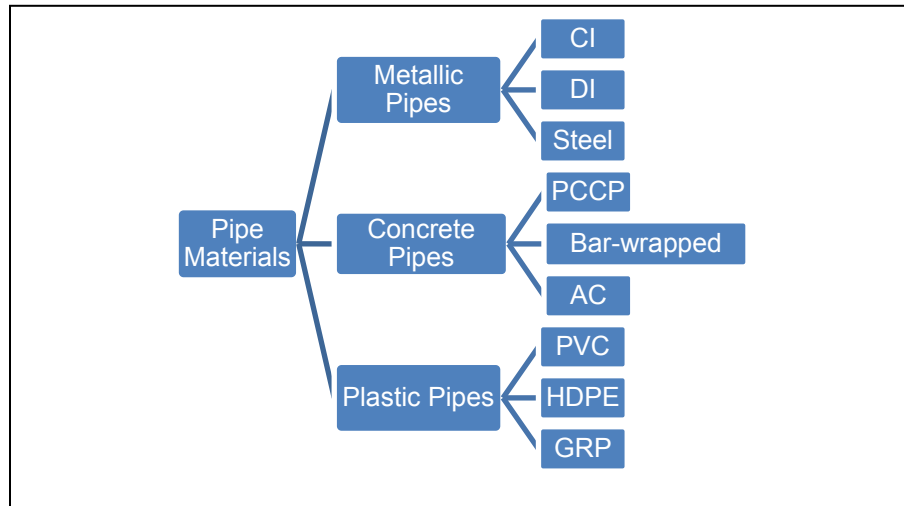 Pipe
Materials
Metallic
Pipes
CI
DI
Steel
Concrete
Pipes
PCCP
Bar-wrapped
AC
Plastic Pipes
PVC
HDPE
GRP